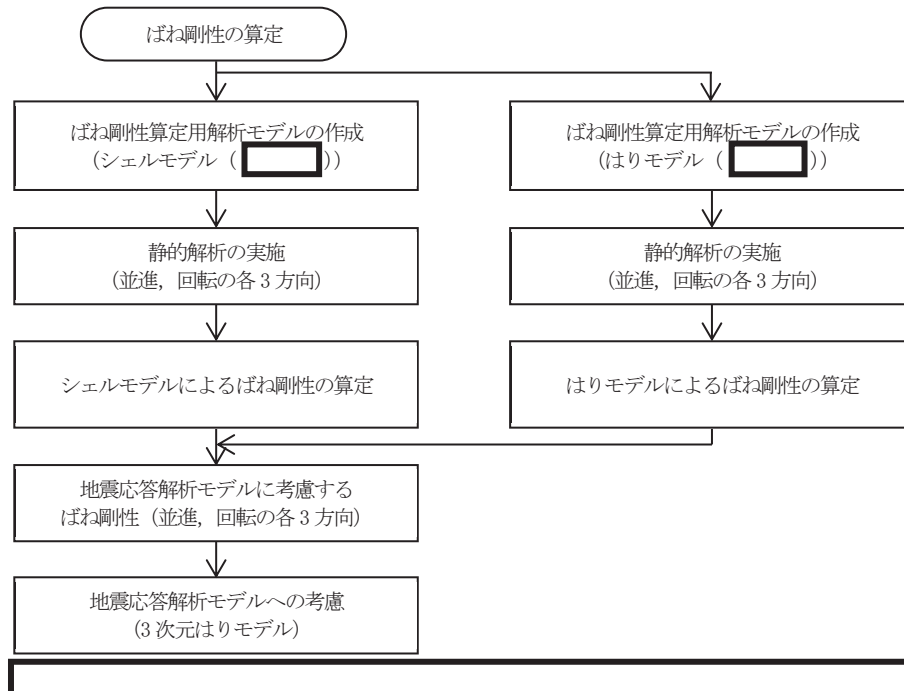 ばね剛性の算定
ばね剛性算定用解析モデルの作成
(シェルモデル( ))
ばね剛性算定用解析モデルの作成
(はりモデル( ))
静的解析の実施
(並進,回転の各3方向)
静的解析の実施
(並進,回転の各3方向)
シェルモデルによるばね剛性の算定
はりモデルによるばね剛性の算定
地震応答解析モデルに考慮する
ばね剛性(並進,回転の各3方向)
地震応答解析モデルへの考慮
(3次元はりモデル)